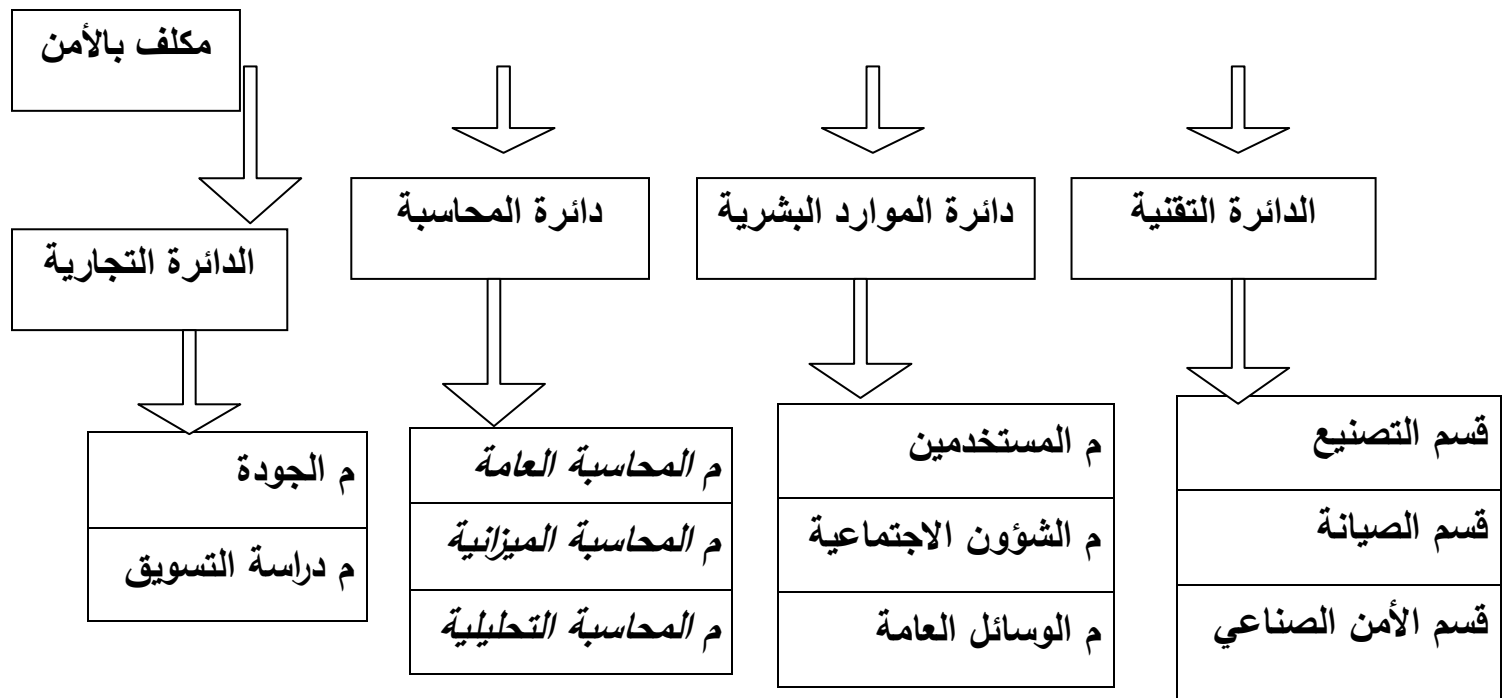 مكلف بالأمن
الدائرة التقنية
دائرة الموارد البشرية
دائرة المحاسبة
الدائرة التجارية
قسم التصنيع
قسم الصيانة
قسم الأمن الصناعي
م المستخدمين
م الشؤون الاجتماعية
م الوسائل العامة
م المحاسبة العامة
م المحاسبة الميزانية
م المحاسبة التحليلية
م الجودة
م دراسة التسويق